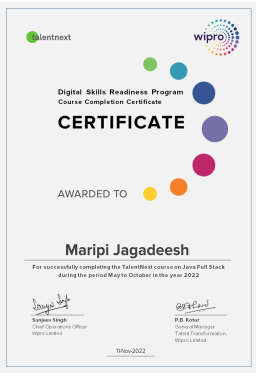 talentnext
wipro
Digital Skills Readiness Program
Course Completion Certificate
CERTIFICATE
AWARDED TO
Maripi Jagadeesh
For successfully completing the TalentNext course on Java Full Stack
during the period May to October in the year 2022
Sanjeev Singh
Chief Operations Officer
Wipro Limited
P.B. Kotur
General Manager
Talent Transformation,
Wipro Limited
11-Nov-2022